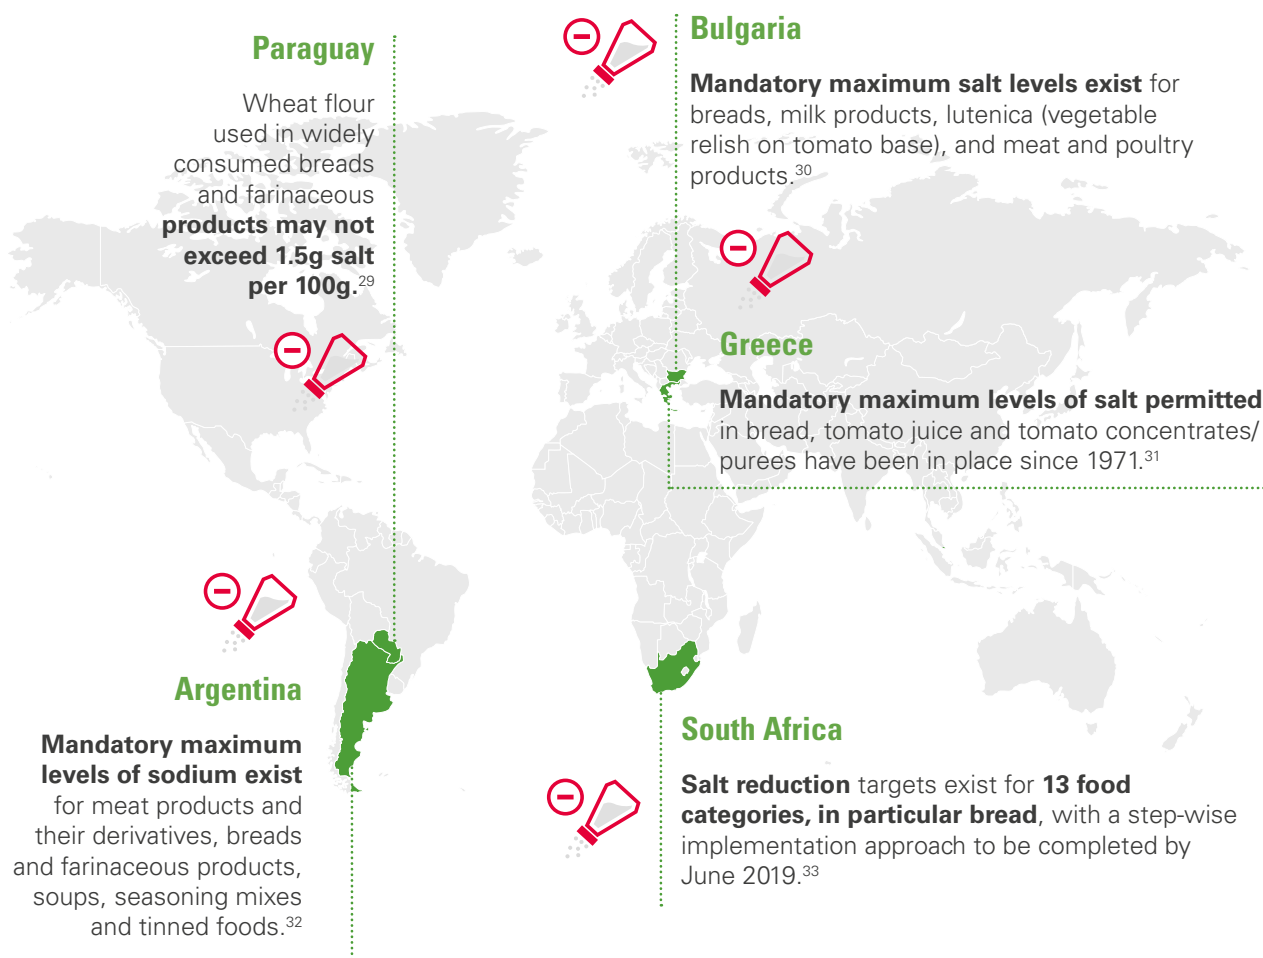 Paraguay
Wheat flour
used in widely
consumed breads
and farinaceous
products may not
exceed 1.5g salt
per 100g.29
Bulgaria
Mandatory maximum salt levels exist for
breads, milk products, lutenica (vegetable
relish on tomato base), and meat and poultry
products.30
Greece
Mandatory maximum levels of salt permitted
in bread, tomato juice and tomato concentrates/
purees have been in place since 1971.31
Argentina
Mandatory maximum
levels of sodium exist
for meat products and
their derivatives, breads
and farinaceous products,
soups, seasoning mixes
and tinned foods.32
South Africa
Salt reduction targets exist for 13 food
categories, in particular bread, with a step-wise
implementation approach to be completed by
June 2019.33